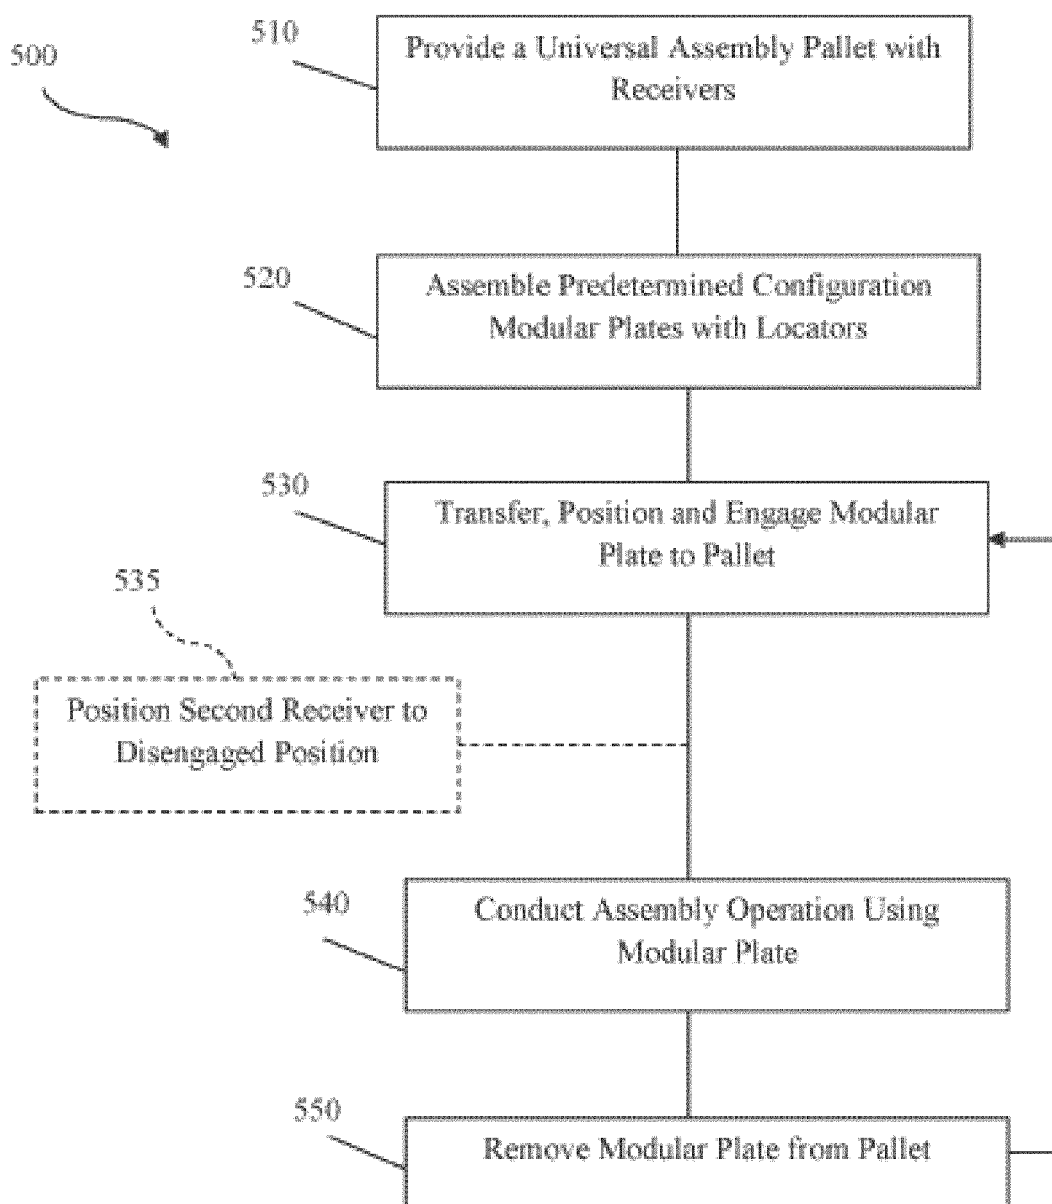 500
510
Provide a Universal Assembly Pallet with
Receivers
520
Assemble Predetermined Configuration
Modular Plates with Locators
530
Transfer, Position and Engage Modular
Plate to Pallet
535
Position Second Receiver to
Disengaged Position
540
Conduct Assembly Operation Using
Modular Plate
550
Remove Modular Plate from Pallet